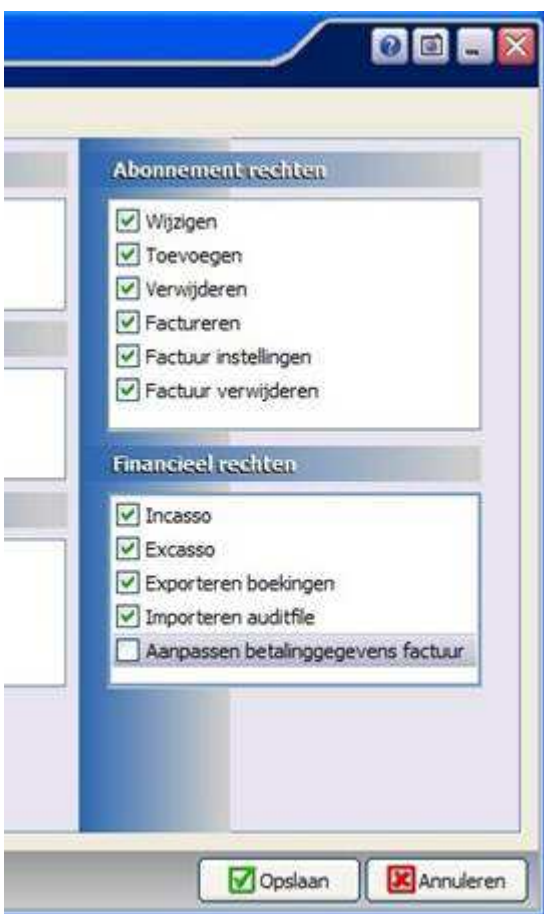 Abonnement rechten
Wijzigen
Toevoegen
Verwijderen
Factureren
Factuur instellingen
Factuur verwijderen
Financieel rechten
Incasso
Excasso
Exporteren boekingen
Importeren auditfile
Aanpassen betalinggegevens factuur
Opslaan
Annuleren